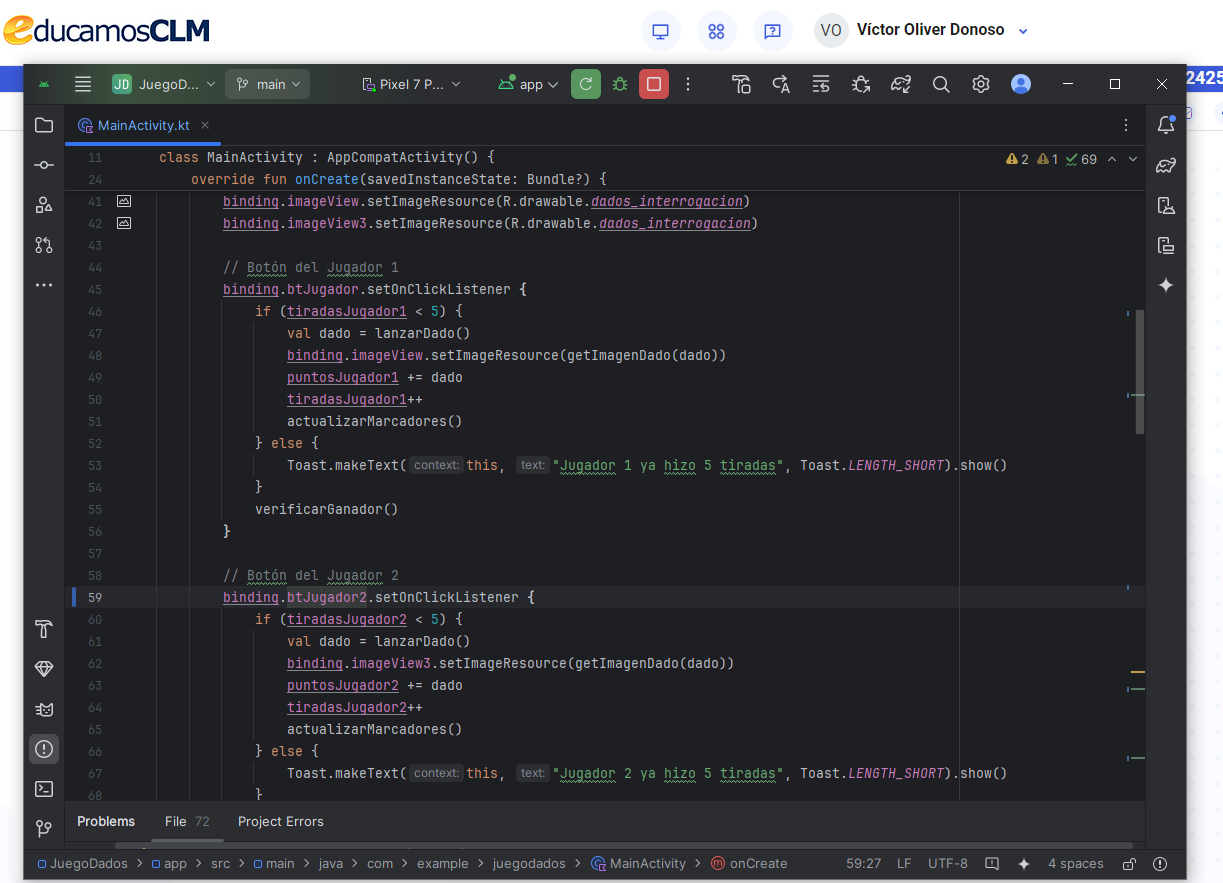 educamosCLM
VO Víctor Oliver Donoso
2425
JD JuegoD... main Pixel 7 P... app
MainActivity.kt
11 class MainActivity : AppCompatActivity() { 2 1 69
24 override fun onCreate(savedInstanceState: Bundle?) {
41 binding.imageView.setImageResource(R.drawable.dados_interrogacion)
42 binding.imageView3.setImageResource(R.drawable.dados_interrogacion)
43
44 // Botón del Jugador 1
45 binding.btJugador.setOnClickListener {
46 if (tiradasJugador1 < 5) {
47 val dado = lanzarDado()
48 binding.imageView.setImageResource(getImagenDado(dado))
49 puntosJugador1 += dado
50 tiradasJugador1++
51 actualizarMarcadores()
52 } else {
53 Toast.makeText( context: this, text: "Jugador 1 ya hizo 5 tiradas", Toast.LENGTH_SHORT).show()
54 }
55 verificarGanador()
56 }
57
58 // Botón del Jugador 2
59 binding.btJugador2.setOnClickListener {
60 if (tiradasJugador2 < 5) {
61 val dado = lanzarDado()
62 binding.imageView3.setImageResource(getImagenDado(dado))
63 puntosJugador2 += dado
64 tiradasJugador2++
65 actualizarMarcadores()
66 } else {
67 Toast.makeText( context: this, text: "Jugador 2 ya hizo 5 tiradas", Toast.LENGTH_SHORT).show()
68 }
Problems File 72 Project Errors
JuegoDados > app > src > main > java > com > example > juegodados > MainActivity > onCreate 59:27 LF UTF-8 4 spaces